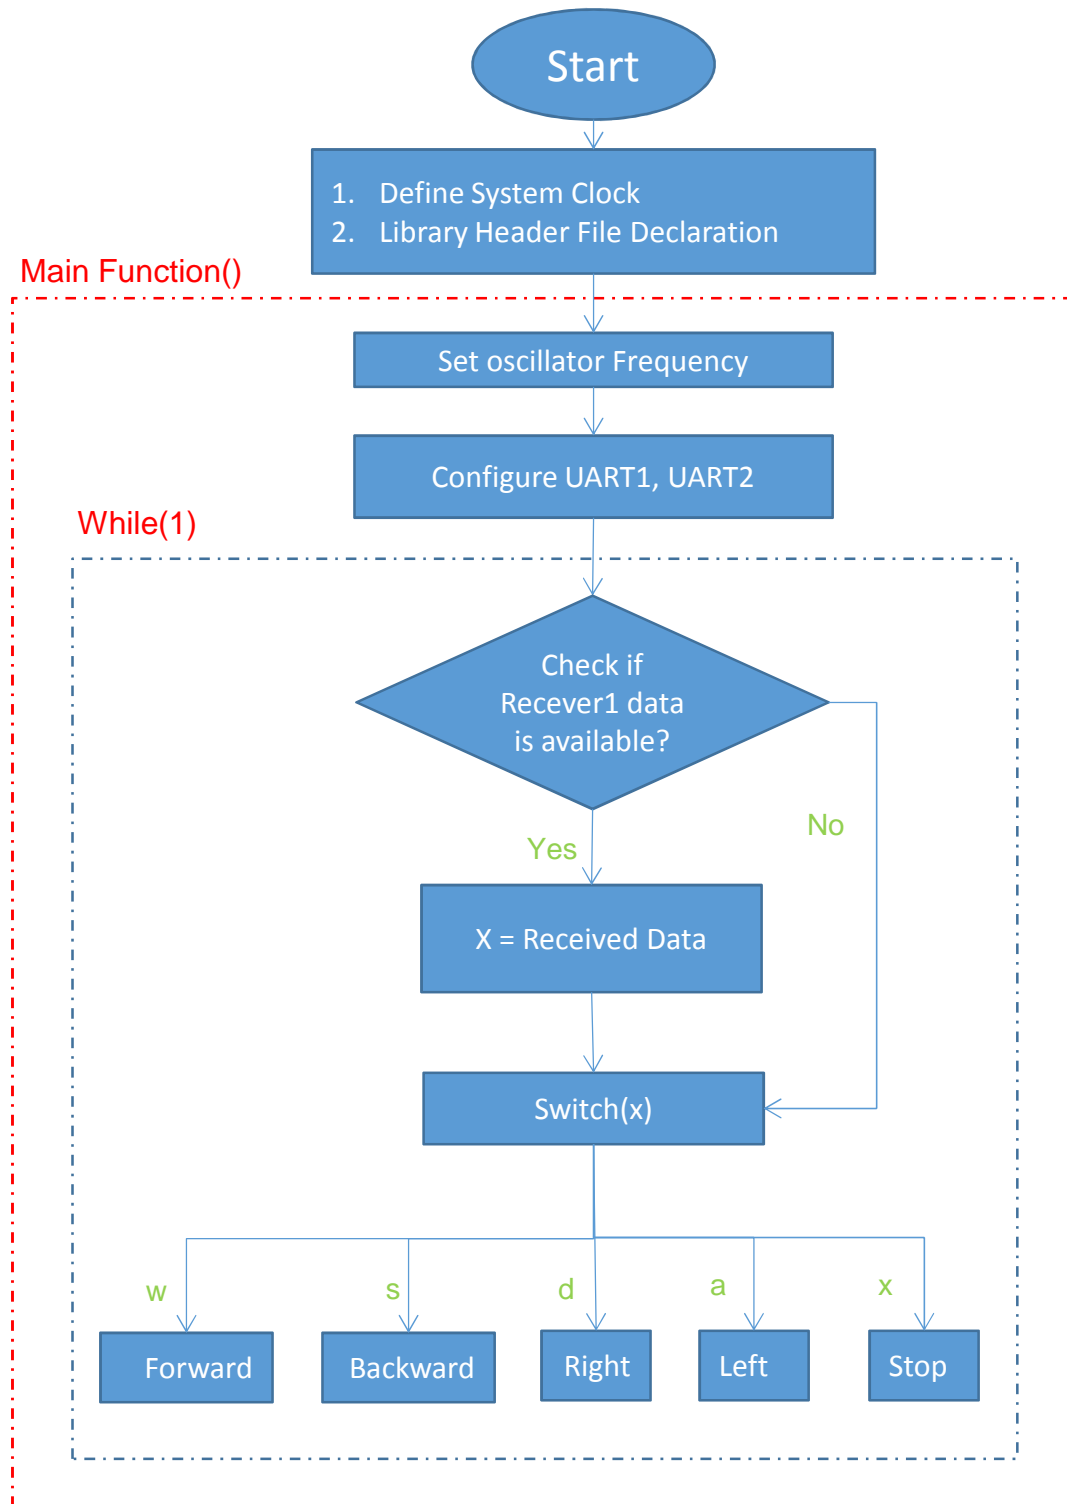 Start
1. Define System Clock
2. Library Header File Declaration
Main Function()
Set oscillator Frequency
Configure UART1, UART2
While(1)
Check if
Recever1 data
is available?
No
Yes
X = Received Data
Switch(x)
w
s
d
a
x
Forward
Backward
Right
Left
Stop